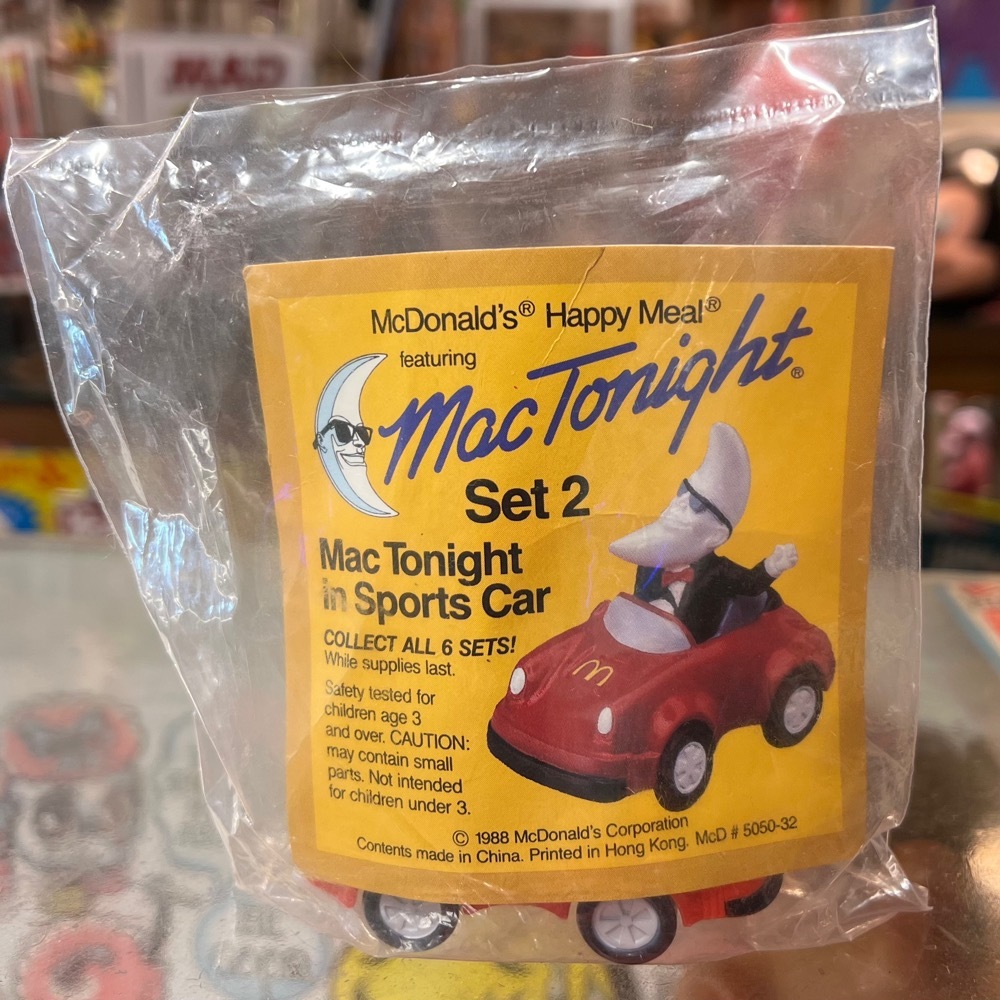 MAD
McDonald's® Happy Meal®
featuring
Mac Tonight®
Set 2
Mac Tonight
in Sports Car
COLLECT ALL 6 SETS!
While supplies last.
Safety tested for
children age 3
and over. CAUTION:
may contain small
parts. Not intended
for children under 3.
© 1988 McDonald's Corporation
Contents made in China. Printed in Hong Kong. McD # 5050-32